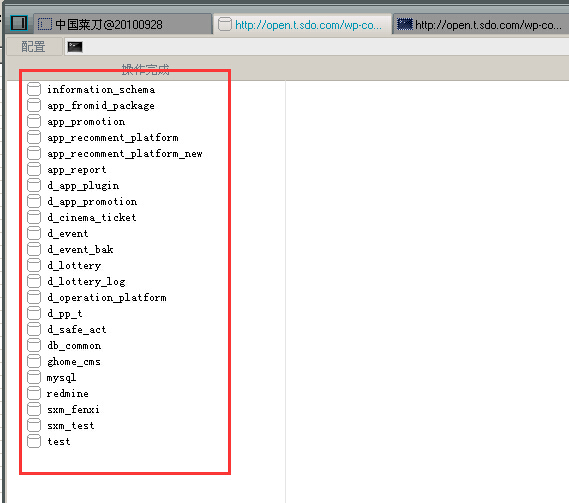 中国菜刀@20100928
http://open.t.sdo.com/wp-co...
http://open.t.sdo.com/wp-co...
配置
操作完成
information_schema
app_fromid_package
app_promotion
app_recomment_platform
app_recomment_platform_new
app_report
d_app_plugin
d_app_promotion
d_cinema_ticket
d_event
d_event_bak
d_lottery
d_lottery_log
d_operation_platform
d_pp_t
d_safe_act
db_common
ghome_cms
mysql
redmine
sxm_fenxi
sxm_test
test